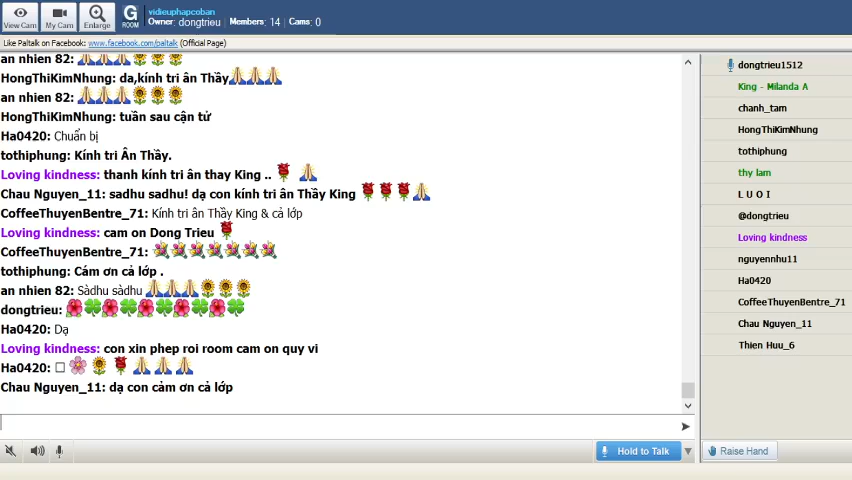 View Cam
My Cam
Enlarge
G
ROOM
vidieuphapcoban
Owner: dongtrieu Members: 14 Cams: 0
Like Paltalk on Facebook: www.facebook.com/paltalk (Official Page)
an nhien 82:
HongThiKimNhung: da,kính tri ân Thầy
an nhien 82:
HongThiKimNhung: tuần sau cận tử
Ha0420: Chuẩn bị
tothiphung: Kính tri Ân Thầy.
Loving kindness: thanh kính tri ân thay King ..
Chau Nguyen_11: sadhu sadhu! dạ con kính tri ân Thầy King
CoffeeThuyenBentre_71: Kính tri ân Thầy King & cả lớp
Loving kindness: cam on Dong Trieu
CoffeeThuyenBentre_71:
tothiphung: Cám ơn cả lớp .
an nhien 82: Sàdhu sàdhu
dongtrieu:
Ha0420: Dạ
Loving kindness: con xin phep roi room cam on quy vi
Ha0420:
Chau Nguyen_11: dạ con cảm ơn cả lớp
Hold to Talk
dongtrieu1512
King - Milanda A
chanh_tam
HongThiKimNhung
tothiphung
thy lam
L U O I
@dongtrieu
Loving kindness
nguyennhu11
Ha0420
CoffeeThuyenBentre_71
Chau Nguyen_11
Thien Huu_6
Raise Hand